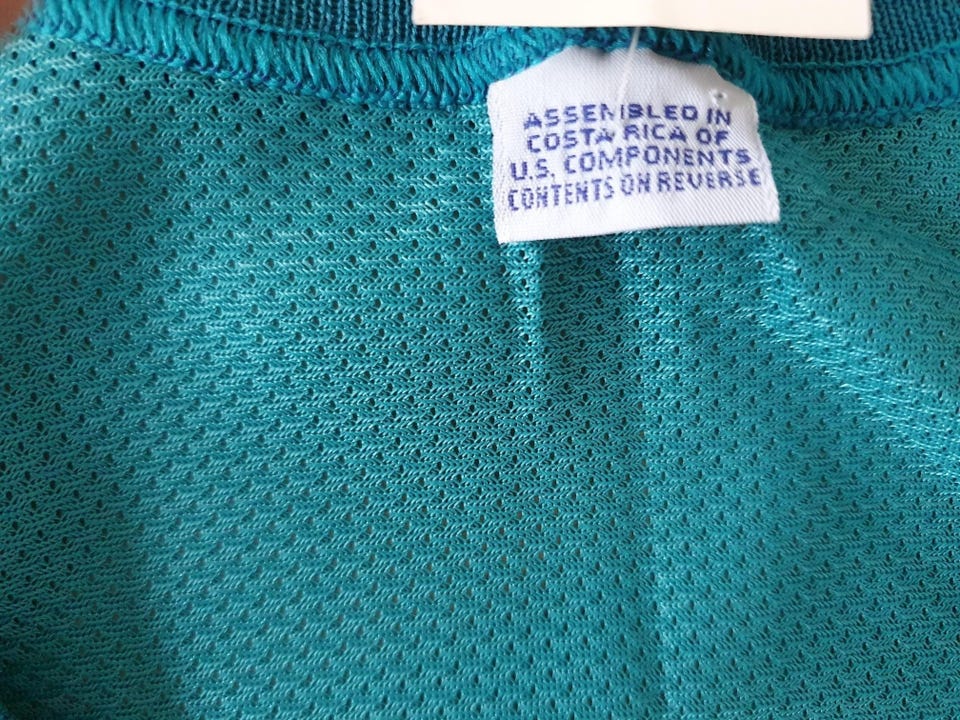 ASSEMBLED IN
COSTA RICA OF
U.S. COMPONENTS
CONTENTS ON REVERSE